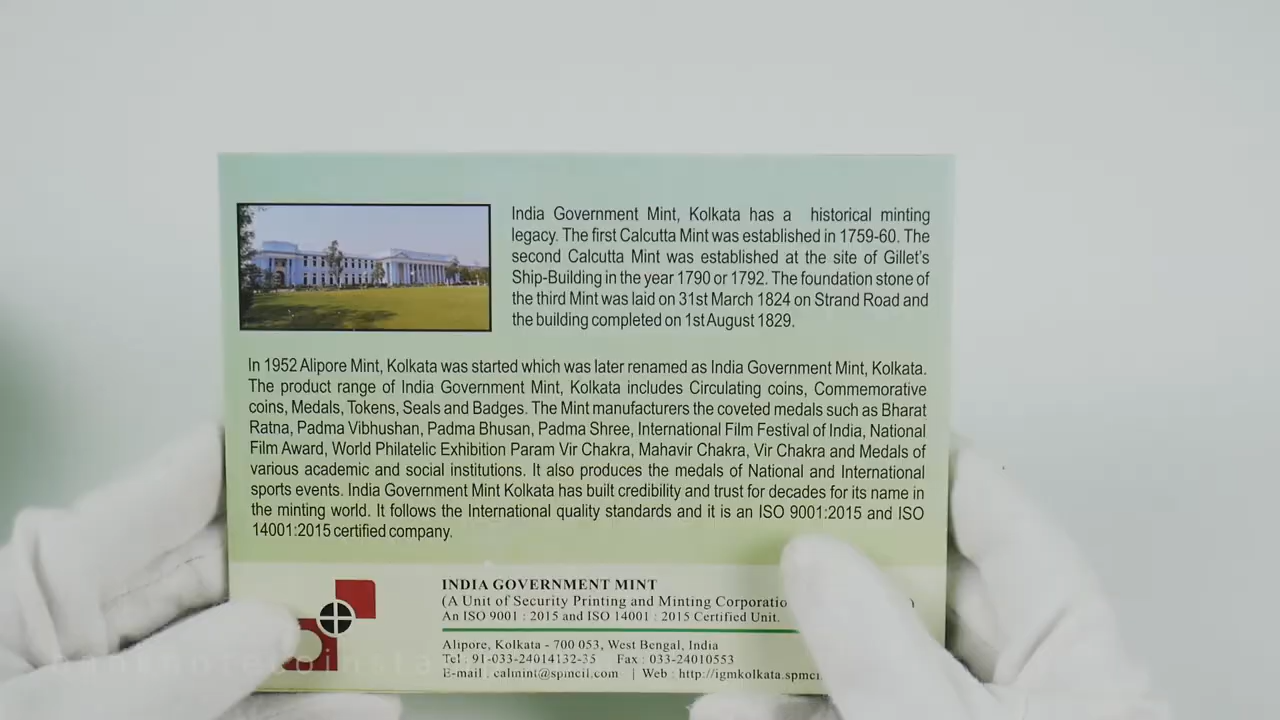 India Government Mint, Kolkata has a historical minting
legacy. The first Calcutta Mint was established in 1759-60. The
second Calcutta Mint was established at the site of Gillet's
Ship-Building in the year 1790 or 1792. The foundation stone of
the third Mint was laid on 31st March 1824 on Strand Road and
the building completed on 1st August 1829.
In 1952 Alipore Mint, Kolkata was started which was later renamed as India Government Mint, Kolkata.
The product range of India Government Mint, Kolkata includes Circulating coins, Commemorative
coins, Medals, Tokens, Seals and Badges. The Mint manufacturers the coveted medals such as Bharat
Ratna, Padma Vibhushan, Padma Bhusan, Padma Shree, International Film Festival of India, National
Film Award, World Philatelic Exhibition Param Vir Chakra, Mahavir Chakra, Vir Chakra and Medals of
various academic and social institutions. It also produces the medals of National and International
sports events. India Government Mint Kolkata has built credibility and trust for decades for its name in
the minting world. It follows the International quality standards and it is an ISO 9001:2015 and ISO
14001:2015 certified company.
INDIA GOVERNMENT MINT
(A Unit of Security Printing and Minting Corporatio
An ISO 9001 : 2015 and ISO 14001 : 2015 Certified Unit.
Alipore, Kolkata - 700 053, West Bengal, India
Tel : 91-033-24014132-35 Fax : 033-24010553
E-mail : calmint@spmcil.com | Web : http://igmkolkata.spmci